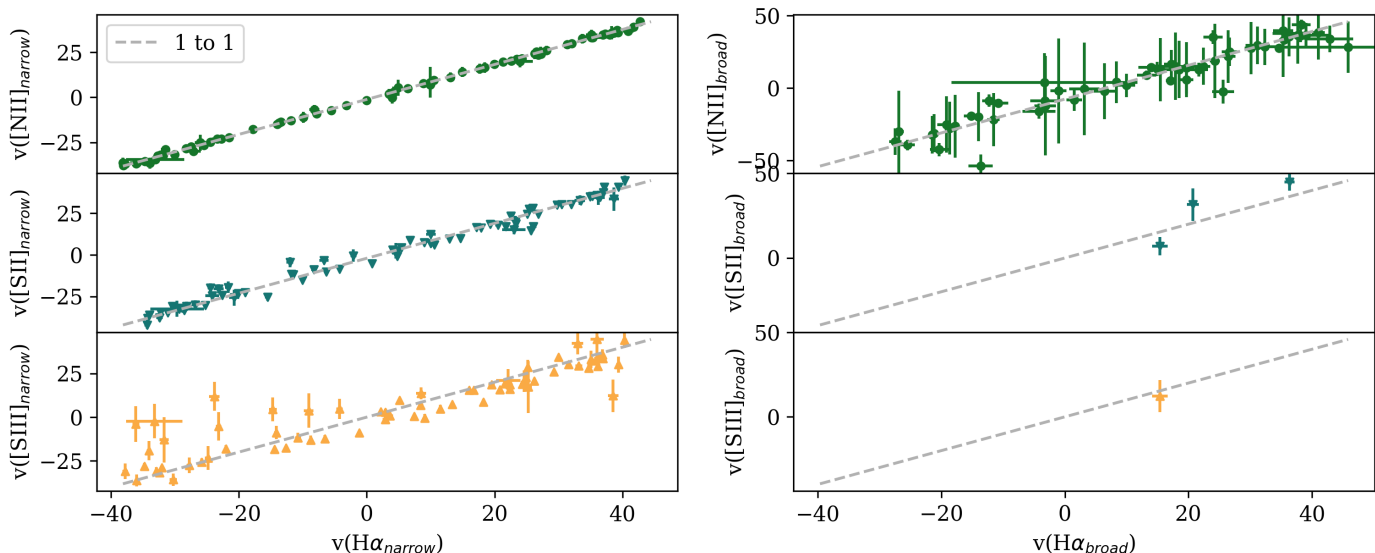 1 to 1
v([NII]narrow)
25
0
−25
v([SII]narrow)
25
0
−25
v([SIII]narrow)
25
0
−25
−40 −20 0 20 40
v(Hαnarrow)
v([NII]broad)
50
0
−50
v([SII]broad)
50
0
v([SIII]broad)
50
0
−40 −20 0 20 40
v(Hαbroad)